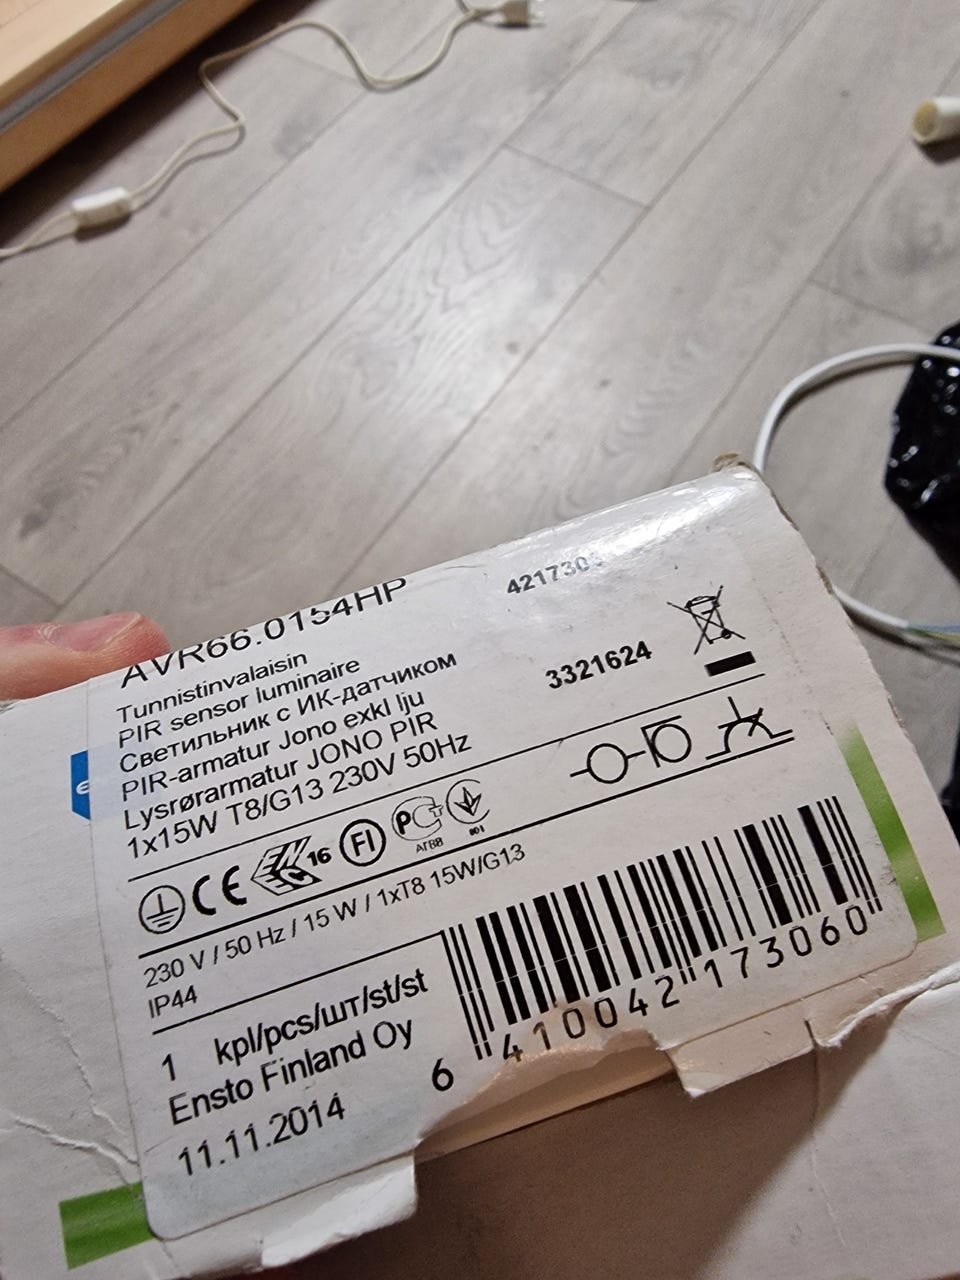 AVR66.0154HP
Tunnistinvalaisin
PIR sensor luminaire
Светильник с ИК-датчиком
PIR-armatur Jono exkl lju
Lysrørarmatur JONO PIR
1x15W T8/G13 230V 50Hz
3321624
CE
16
FI
230 V / 50 Hz / 15 W / 1xT8 15W/G13
IP44
1 kpl/pcs/шт/st/st
Ensto Finland Oy
11.11.2014
6 410042 173060